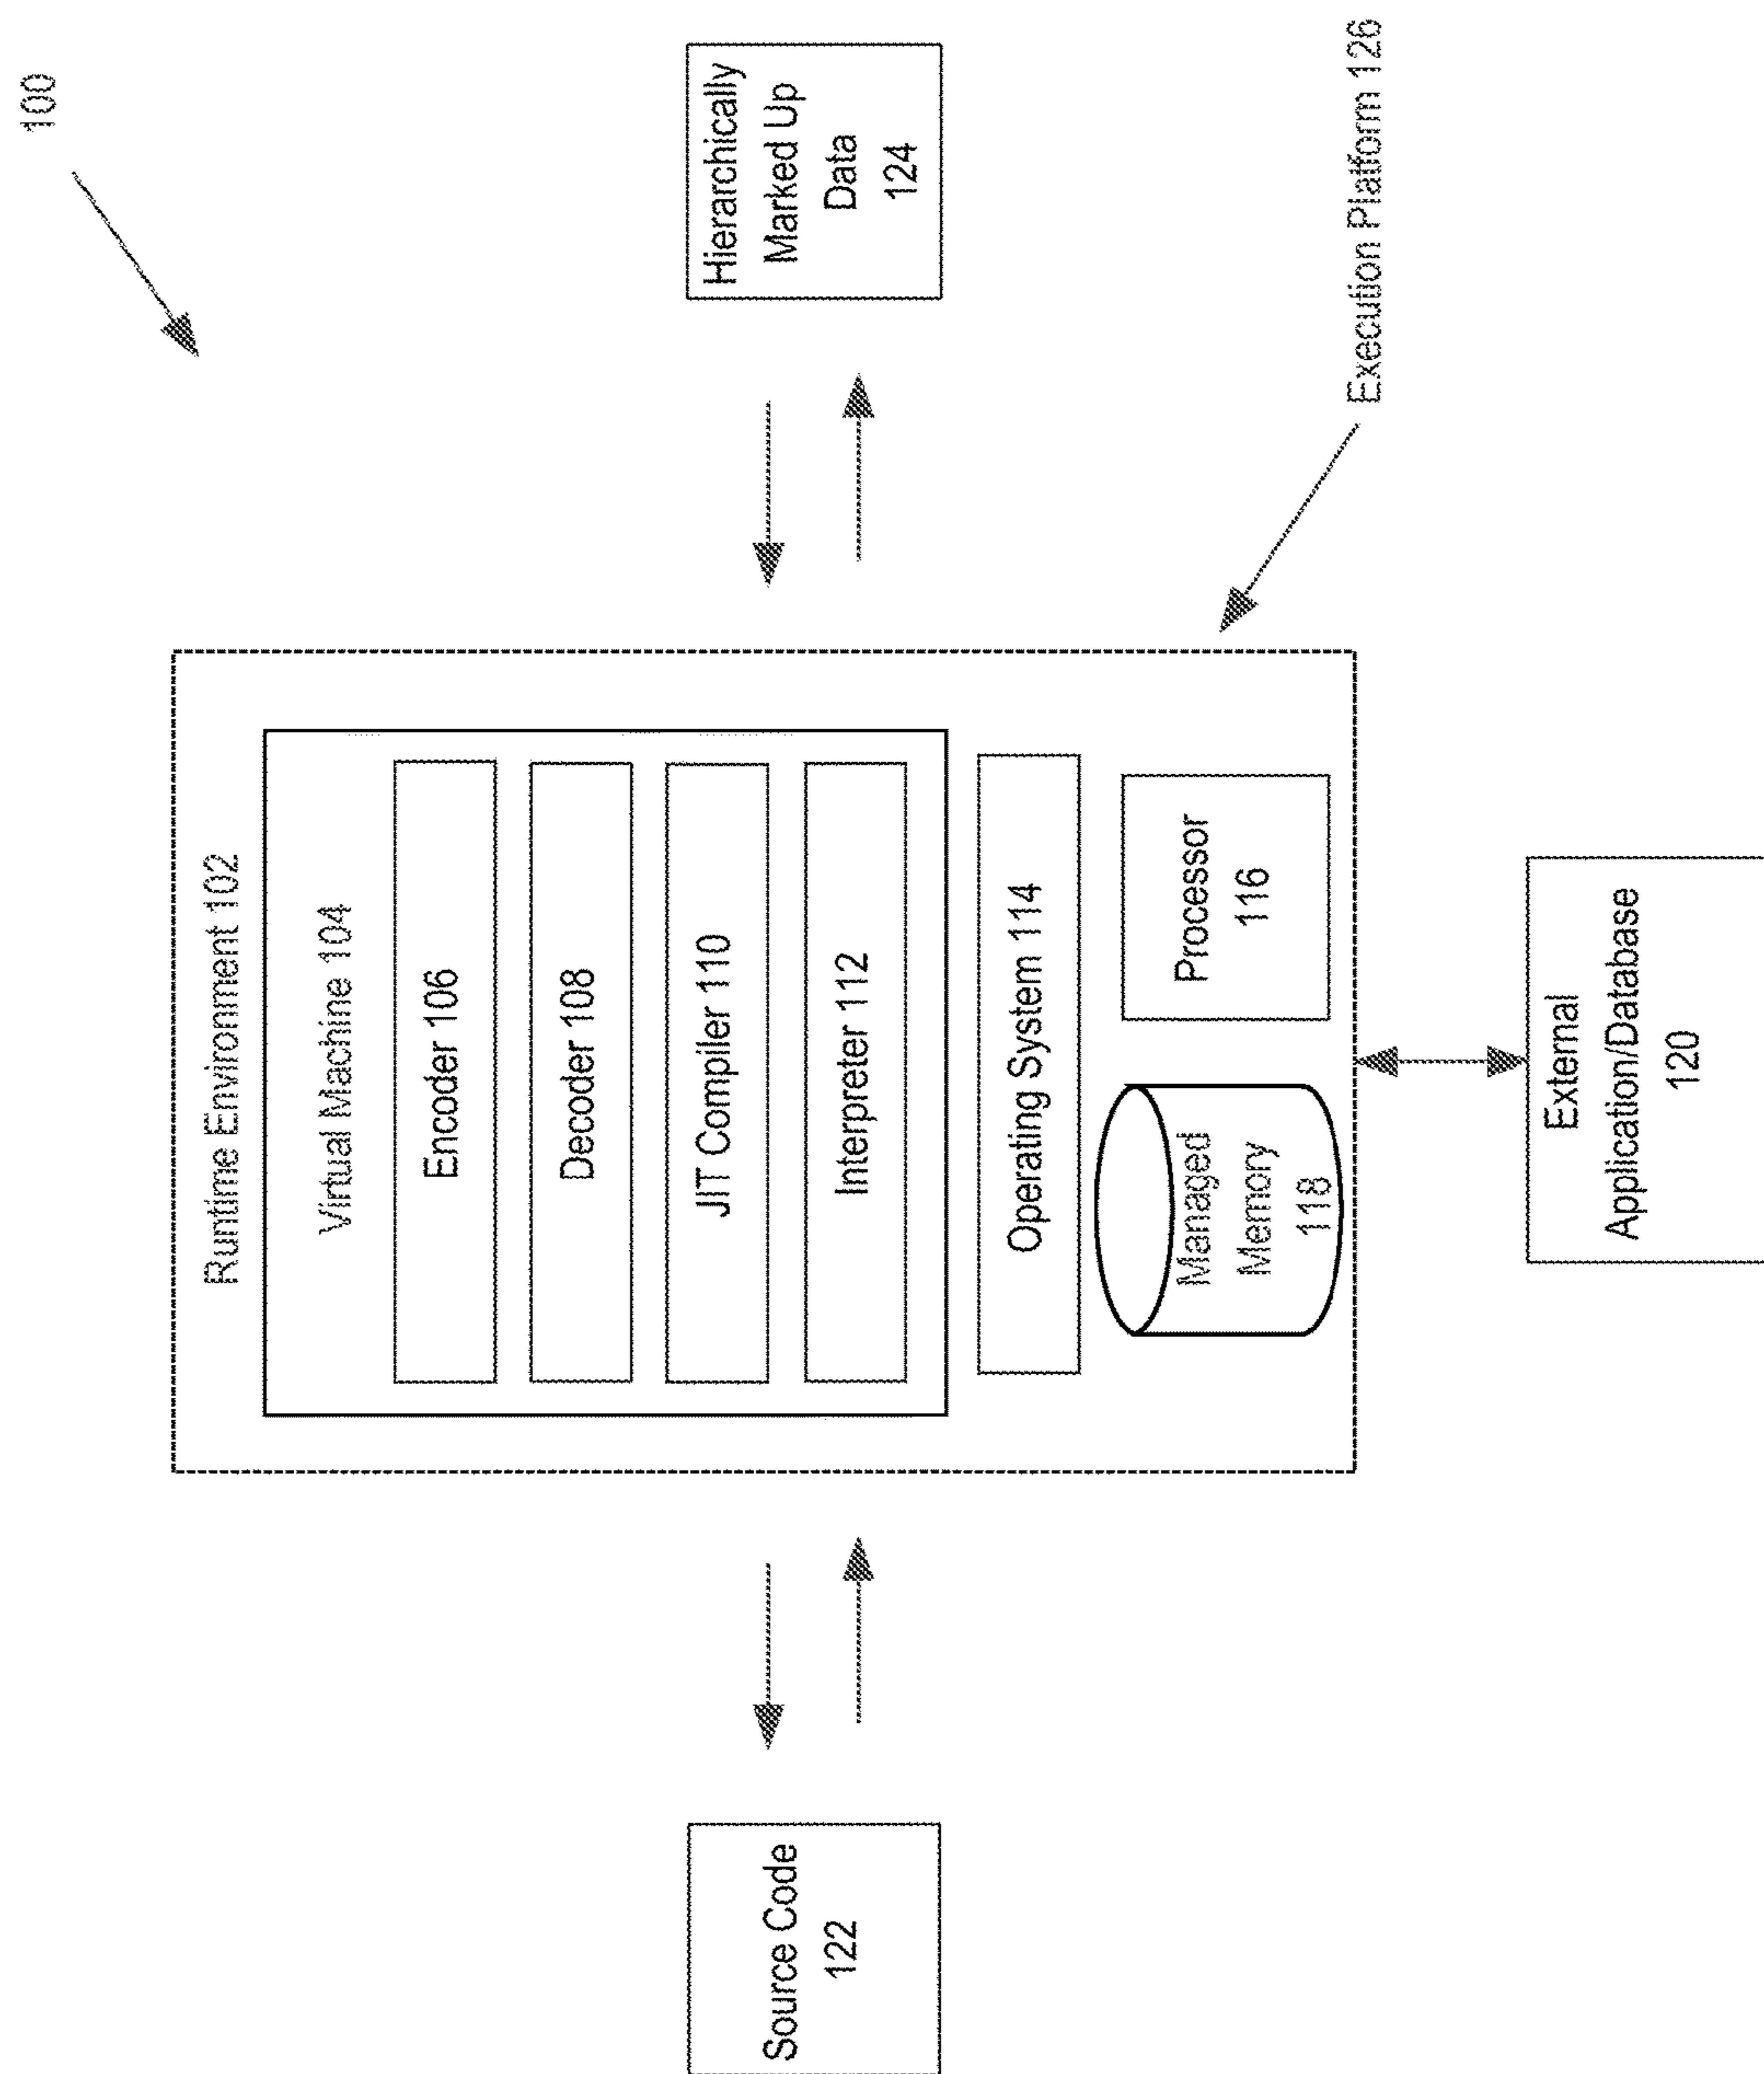 100
Runtime Environment 102
Virtual Machine 104
Encoder 106
Decoder 108
JIT Compiler 110
Interpreter 112
Operating System 114
Managed
Memory
118
Processor
116
Source Code
122
Hierarchically
Marked Up
Data
124
Execution Platform 126
External
Application/Database
120